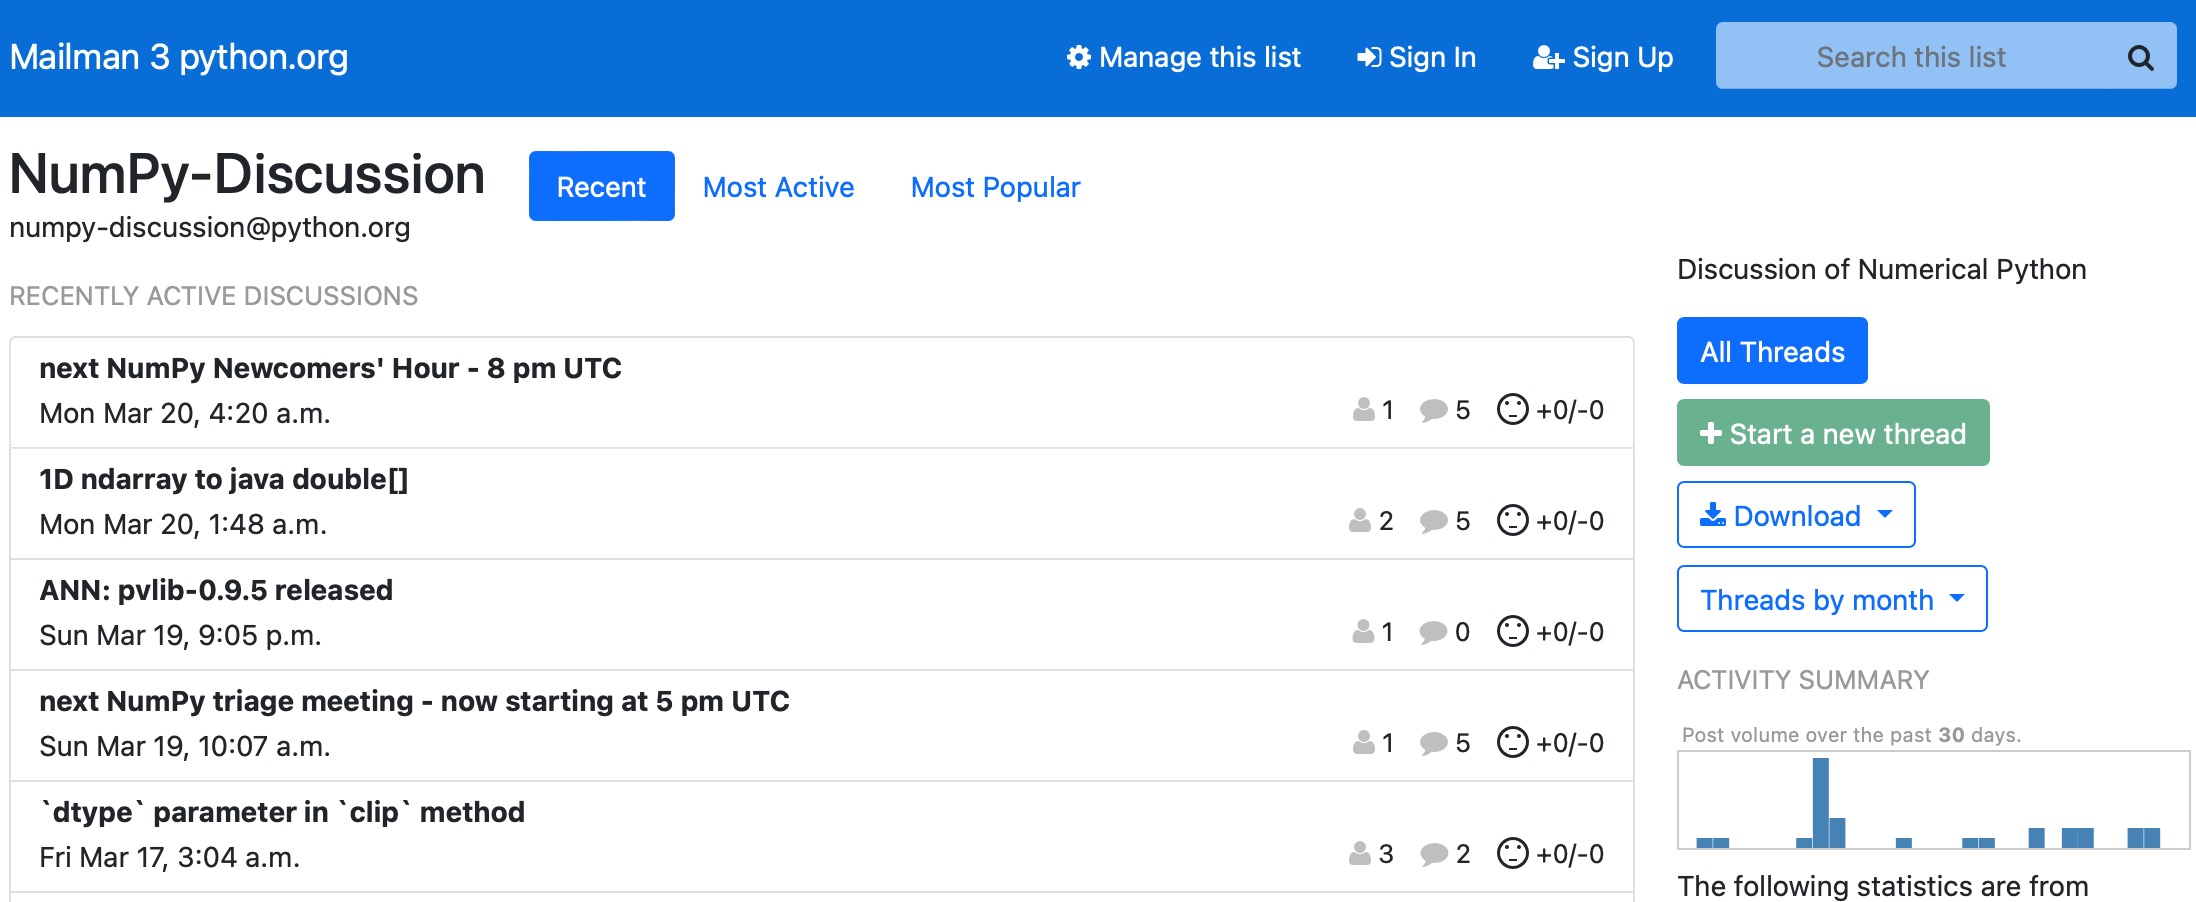 Mailman 3 python.org
Manage this list
Sign In
Sign Up
Search this list
NumPy-Discussion
numpy-discussion@python.org
Recent
Most Active
Most Popular
RECENTLY ACTIVE DISCUSSIONS
next NumPy Newcomers' Hour - 8 pm UTC
Mon Mar 20, 4:20 a.m.
1 5 +0/-0
1D ndarray to java double[]
Mon Mar 20, 1:48 a.m.
2 5 +0/-0
ANN: pvlib-0.9.5 released
Sun Mar 19, 9:05 p.m.
1 0 +0/-0
next NumPy triage meeting - now starting at 5 pm UTC
Sun Mar 19, 10:07 a.m.
1 5 +0/-0
`dtype` parameter in `clip` method
Fri Mar 17, 3:04 a.m.
3 2 +0/-0
Discussion of Numerical Python
All Threads
+ Start a new thread
Download
Threads by month
ACTIVITY SUMMARY
Post volume over the past 30 days.
The following statistics are from